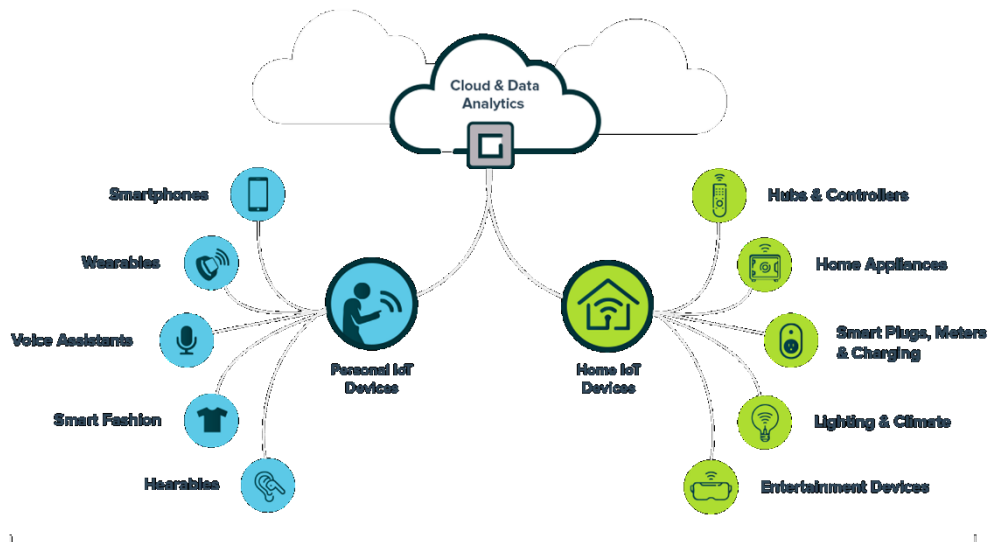 Cloud & Data
Analytics
Smartphones
Hubs & Controllers
Wearables
Home Appliances
Voice Assistants
Smart Plugs, Meters
& Charging
Personal IoT
Devices
Home IoT
Devices
Smart Fashion
Lighting & Climate
Hearables
Entertainment Devices